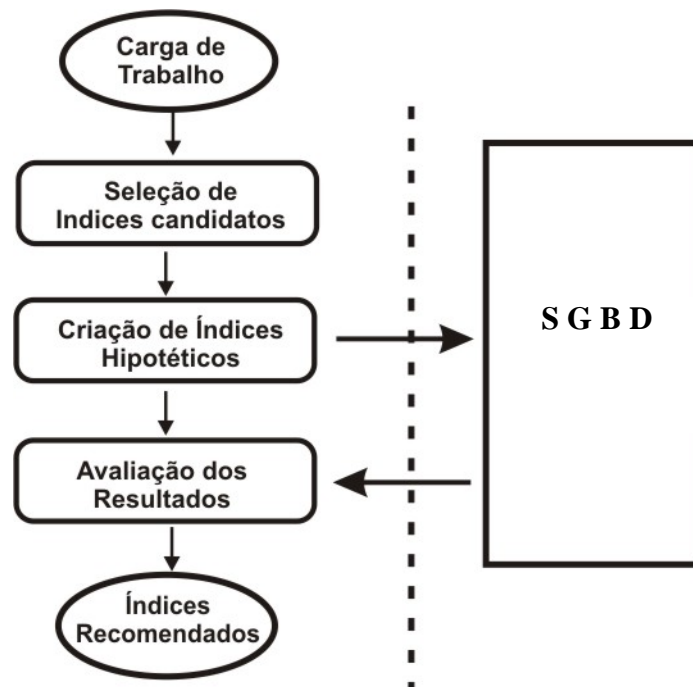 Carga de
Trabalho
Seleção de
Indices candidatos
Criação de Índices
Hipotéticos
S G B D
Avaliação dos
Resultados
Índices
Recomendados